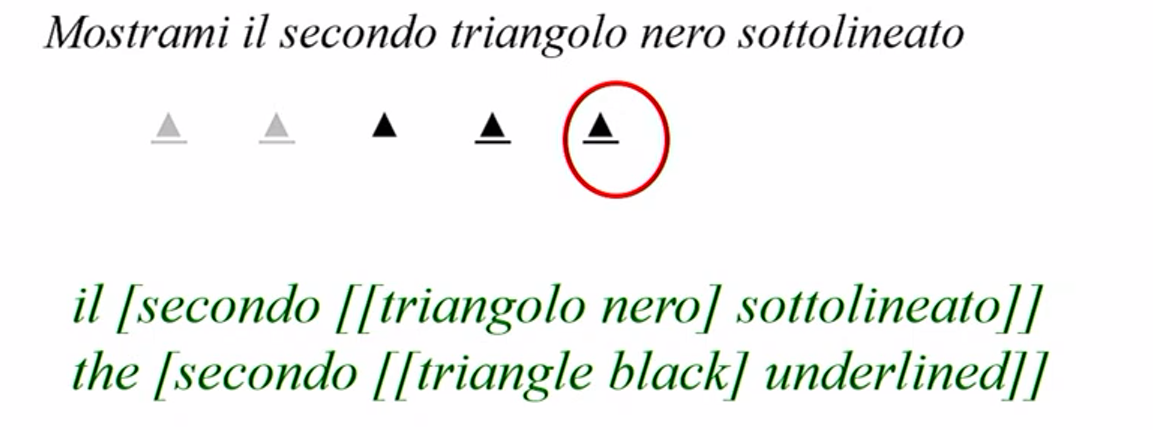 Mostrami il secondo triangolo nero sottolineato
il [secondo [[triangolo nero] sottolineato]]
the [secondo [[triangle black] underlined]]